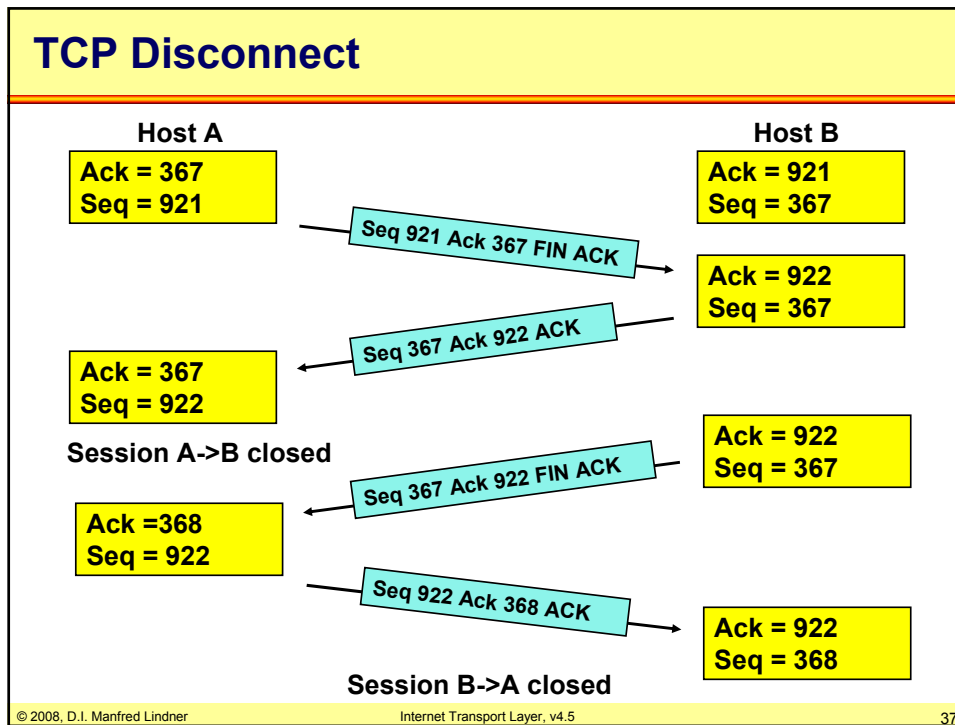 TCP Disconnect
Host A
Host B
Ack = 367
Seq = 921
Ack = 921
Seq = 367
Seq 921 Ack 367 FIN ACK
Ack = 922
Seq = 367
Seq 367 Ack 922 ACK
Ack = 367
Seq = 922
Session A->B closed
Ack = 922
Seq = 367
Seq 367 Ack 922 FIN ACK
Ack =368
Seq = 922
Seq 922 Ack 368 ACK
Ack = 922
Seq = 368
Session B->A closed
© 2008, D.I. Manfred Lindner
Internet Transport Layer, v4.5
37